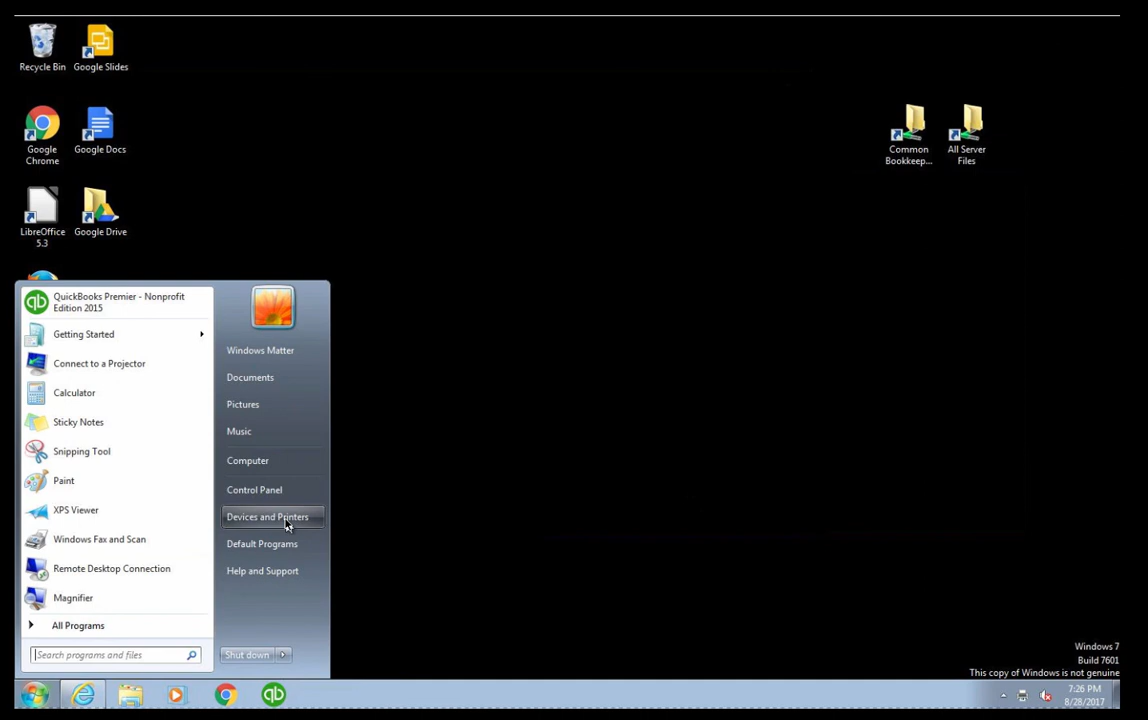 Recycle Bin
Google Slides
Google
Chrome
Google Docs
LibreOffice
5.3
Google Drive
Common
Bookkeep...
All Server
Files
QuickBooks Premier - Nonprofit
Edition 2015
Getting Started
Connect to a Projector
Calculator
Sticky Notes
Snipping Tool
Paint
XPS Viewer
Windows Fax and Scan
Remote Desktop Connection
Magnifier
All Programs
Search programs and files
Windows Matter
Documents
Pictures
Music
Computer
Control Panel
Devices and Printers
Default Programs
Help and Support
Shut down
Windows 7
Build 7601
This copy of Windows is not genuine
7:26 PM
8/28/2017